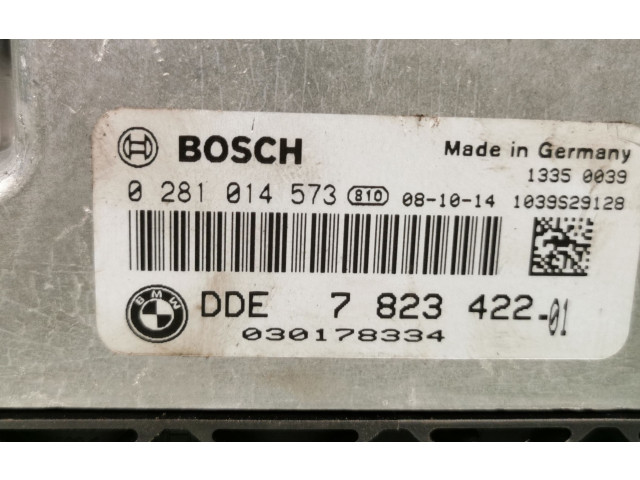 BOSCH Made in Germany
1335 0039
0 281 014 573 810 08-10-14 1039S29128
BMW DDE 7 823 422-01
030178334